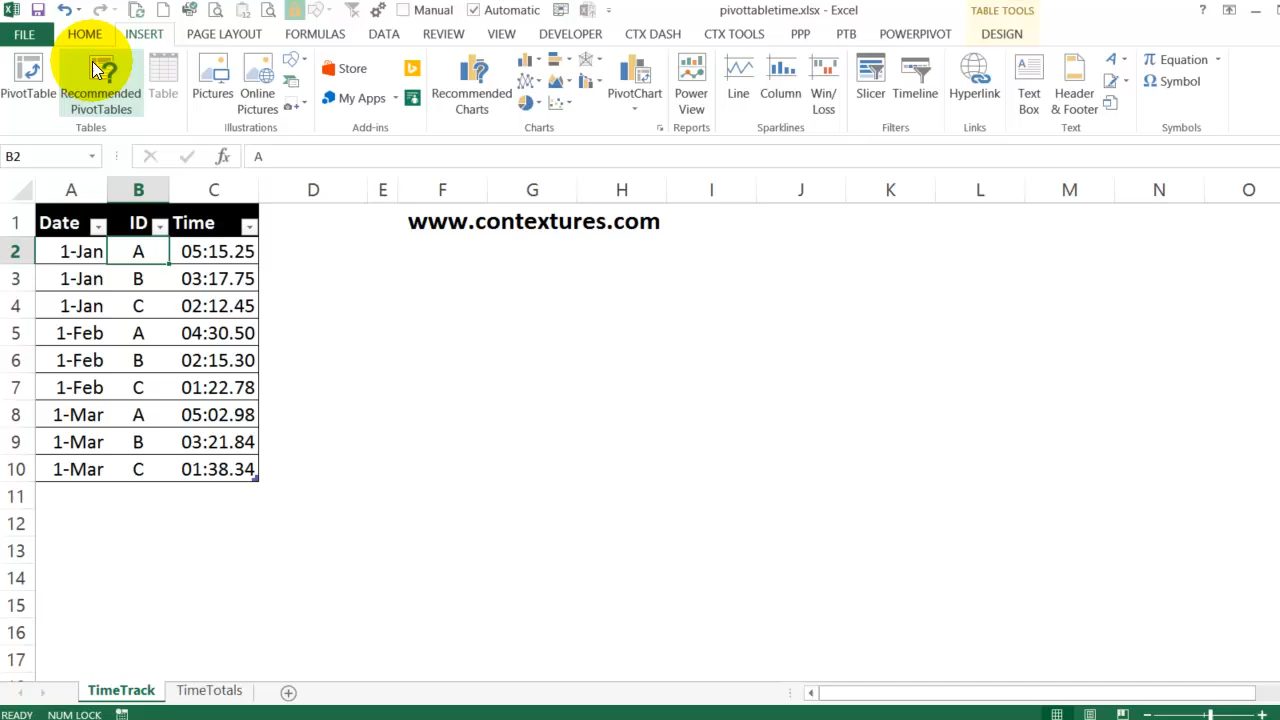 Manual Automatic pivottabletime.xlsx - Excel TABLE TOOLS ?
FILE HOME INSERT PAGE LAYOUT FORMULAS DATA REVIEW VIEW DEVELOPER CTX DASH CTX TOOLS PPP PTB POWERPIVOT DESIGN
PivotTable Recommended PivotTables Table
Tables
Pictures Online Pictures
Illustrations
Store
My Apps
Add-ins
Recommended Charts PivotChart
Charts
Power View
Reports
Line Column Win/ Loss
Sparklines
Slicer Timeline
Filters
Hyperlink
Links
Text Box Header & Footer
Text
π Equation
Ω Symbol
Symbols
B2 fx A
A B C D E F G H I J K L M N O
1 Date ID Time www.contextures.com
2 1-Jan A 05:15.25
3 1-Jan B 03:17.75
4 1-Jan C 02:12.45
5 1-Feb A 04:30.50
6 1-Feb B 02:15.30
7 1-Feb C 01:22.78
8 1-Mar A 05:02.98
9 1-Mar B 03:21.84
10 1-Mar C 01:38.34
11
12
13
14
15
16
17
TimeTrack TimeTotals
READY NUM LOCK